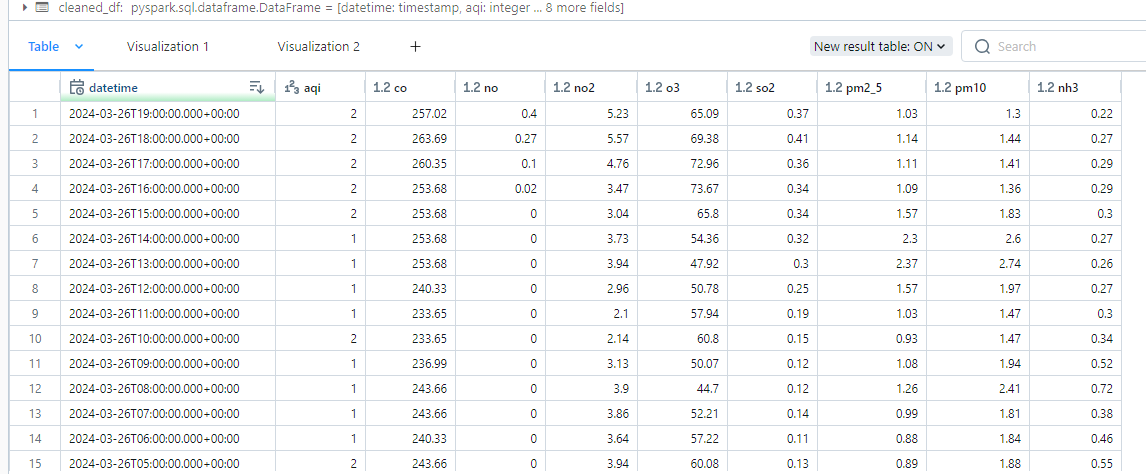 cleaned_df: pyspark.sql.dataframe.DataFrame = [datetime: timestamp, aqi: integer ... 8 more fields]
Table Visualization 1 Visualization 2 + New result table: ON Search
datetime 1²3 aqi 1.2 co 1.2 no 1.2 no2 1.2 o3 1.2 so2 1.2 pm2_5 1.2 pm10 1.2 nh3
1 2024-03-26T19:00:00.000+00:00 2 257.02 0.4 5.23 65.09 0.37 1.03 1.3 0.22
2 2024-03-26T18:00:00.000+00:00 2 263.69 0.27 5.57 69.38 0.41 1.14 1.44 0.27
3 2024-03-26T17:00:00.000+00:00 2 260.35 0.1 4.76 72.96 0.36 1.11 1.41 0.29
4 2024-03-26T16:00:00.000+00:00 2 253.68 0.02 3.47 73.67 0.34 1.09 1.36 0.29
5 2024-03-26T15:00:00.000+00:00 2 253.68 0 3.04 65.8 0.34 1.57 1.83 0.3
6 2024-03-26T14:00:00.000+00:00 1 253.68 0 3.73 54.36 0.32 2.3 2.6 0.27
7 2024-03-26T13:00:00.000+00:00 1 253.68 0 3.94 47.92 0.3 2.37 2.74 0.26
8 2024-03-26T12:00:00.000+00:00 1 240.33 0 2.96 50.78 0.25 1.57 1.97 0.27
9 2024-03-26T11:00:00.000+00:00 1 233.65 0 2.1 57.94 0.19 1.03 1.47 0.3
10 2024-03-26T10:00:00.000+00:00 2 233.65 0 2.14 60.8 0.15 0.93 1.47 0.34
11 2024-03-26T09:00:00.000+00:00 1 236.99 0 3.13 50.07 0.12 1.08 1.94 0.52
12 2024-03-26T08:00:00.000+00:00 1 243.66 0 3.9 44.7 0.12 1.26 2.41 0.72
13 2024-03-26T07:00:00.000+00:00 1 243.66 0 3.86 52.21 0.14 0.99 1.81 0.38
14 2024-03-26T06:00:00.000+00:00 1 240.33 0 3.64 57.22 0.11 0.88 1.84 0.46
15 2024-03-26T05:00:00.000+00:00 2 243.66 0 3.94 60.08 0.13 0.89 1.88 0.55